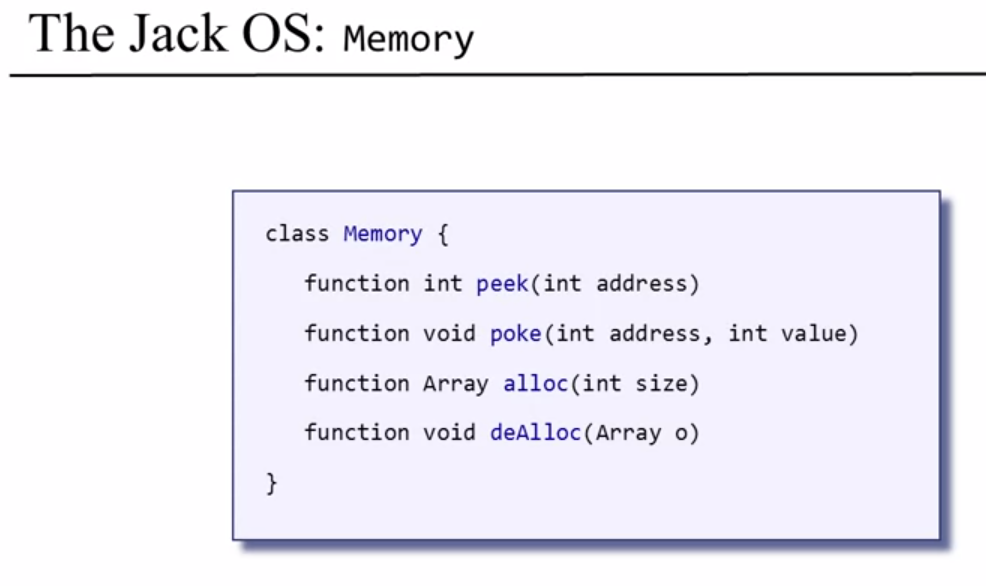 The Jack OS: Memory
class Memory {
function int peek(int address)
function void poke(int address, int value)
function Array alloc(int size)
function void deAlloc(Array o)
}